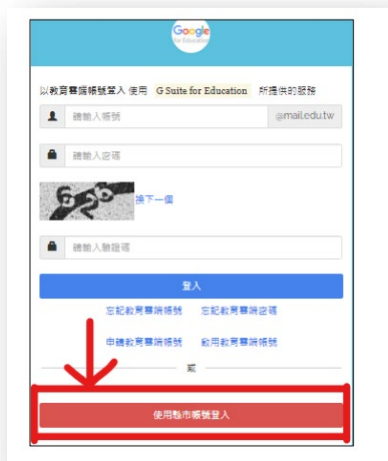 Google
for Education
以教育雲端帳號登入 使用 G Suite for Education 所提供的服務
請輸入帳號 @mail.edu.tw
請輸入密碼
換下一個
請輸入驗證碼
登入
忘記教育雲端帳號 忘記教育雲端密碼
申請教育雲端帳號 啟用教育雲端帳號
或
使用縣市帳號登入